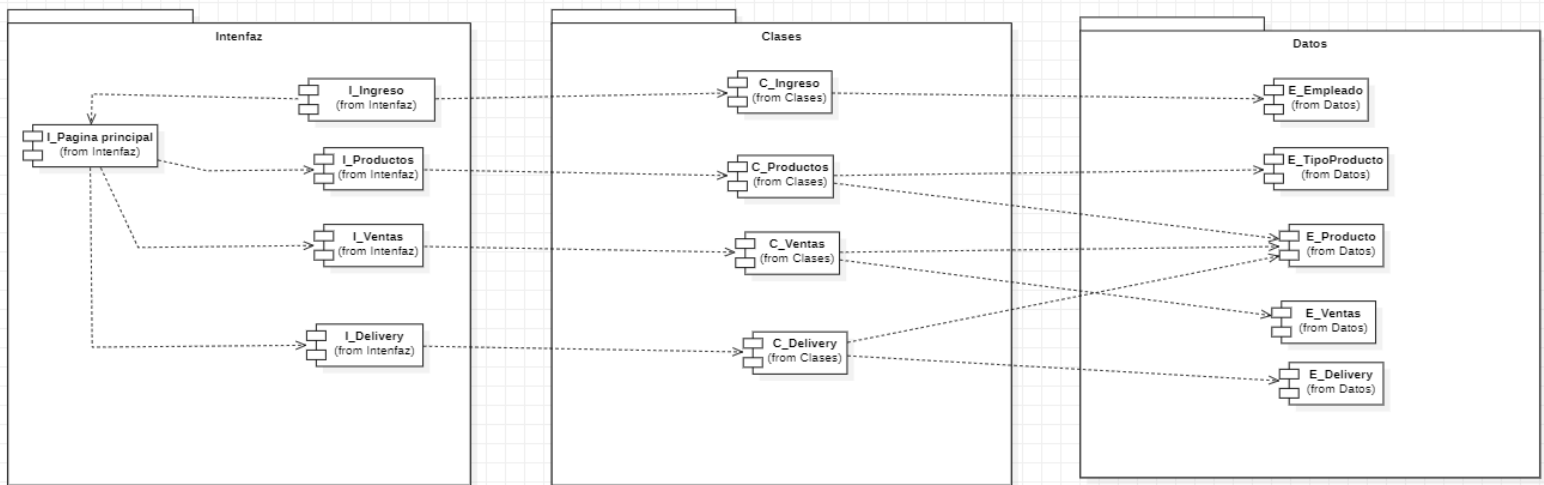 Intenfaz
I_Ingreso
(from Intenfaz)
I_Pagina principal
(from Intenfaz)
I_Productos
(from Intenfaz)
I_Ventas
(from Intenfaz)
I_Delivery
(from Intenfaz)
Clases
C_Ingreso
(from Clases)
C_Productos
(from Clases)
C_Ventas
(from Clases)
C_Delivery
(from Clases)
Datos
E_Empleado
(from Datos)
E_TipoProducto
(from Datos)
E_Producto
(from Datos)
E_Ventas
(from Datos)
E_Delivery
(from Datos)